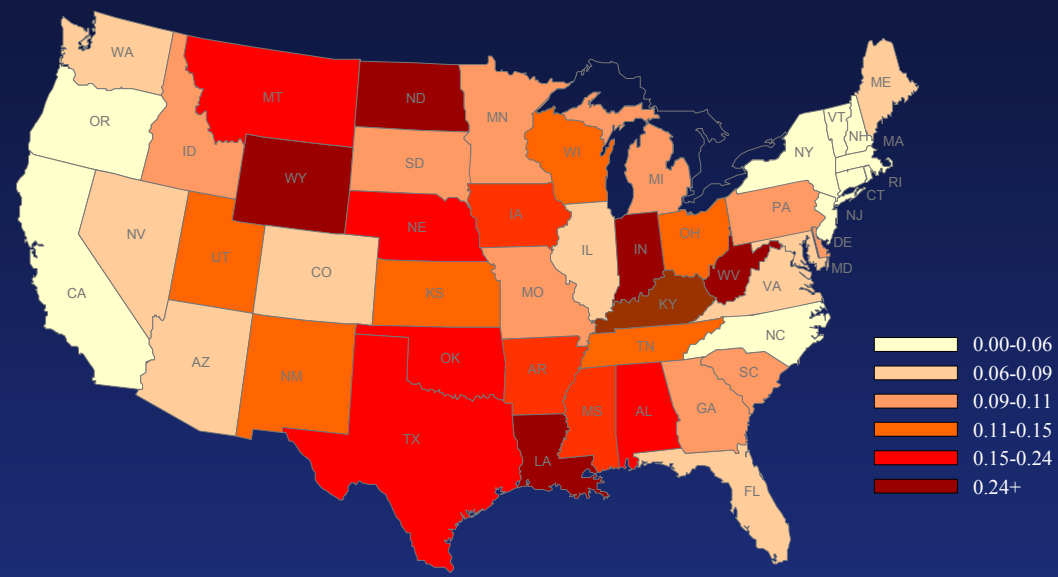 WA
ME
MT
ND
MN
VT
NH
OR
ID
SD
WI
MI
NY
MA
RI
CT
WY
NE
IA
PA
NJ
NV
UT
CO
IL
IN
OH
DE
MD
WV
VA
CA
KS
MO
KY
NC
AZ
NM
OK
AR
TN
SC
TX
MS
AL
GA
LA
FL
0.00-0.06
0.06-0.09
0.09-0.11
0.11-0.15
0.15-0.24
0.24+